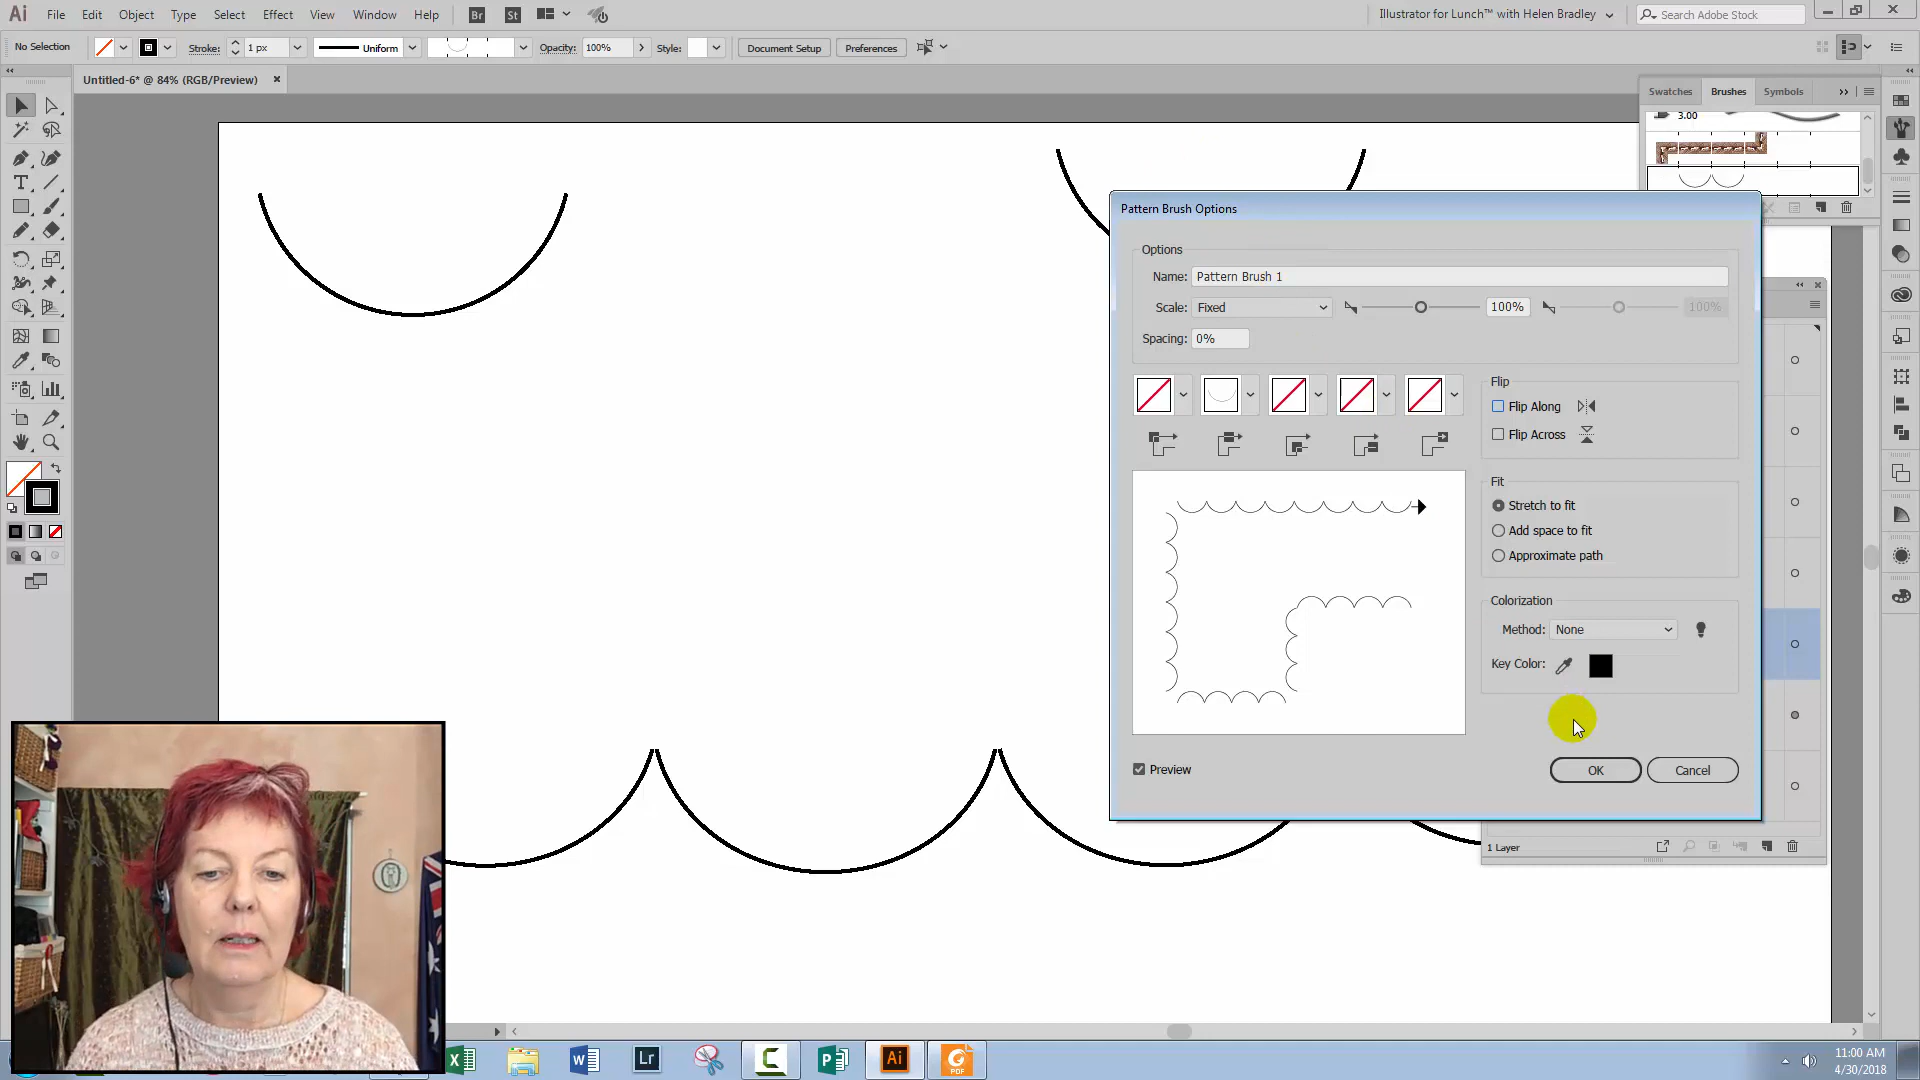 Ai File Edit Object Type Select Effect View Window Help Br St Illustrator for Lunch™ with Helen Bradley Search Adobe Stock
No Selection Stroke: 1 px Uniform Opacity: 100% Style: Document Setup Preferences
Untitled-6* @ 84% (RGB/Preview)
Swatches Brushes Symbols
3.00
Pattern Brush Options
Options
Name: Pattern Brush 1
Scale: Fixed 100% 100%
Spacing: 0%
Flip
Flip Along
Flip Across
Fit
Stretch to fit
Add space to fit
Approximate path
Colorization
Method: None
Key Color:
Preview
OK Cancel
1 Layer
Lr Ai PDF
11:00 AM
4/30/2018